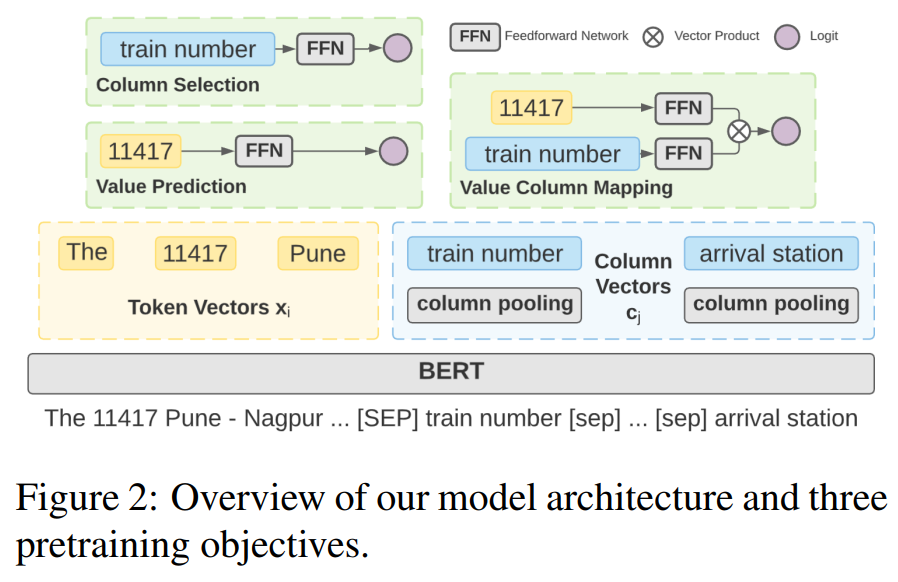 train number FFN
Column Selection
FFN Feedforward Network Vector Product Logit
11417 FFN
Value Prediction
11417 FFN
train number FFN
Value Column Mapping
The 11417 Pune
Token Vectors xi
train number Column Vectors cj arrival station
column pooling column pooling
BERT
The 11417 Pune - Nagpur ... [SEP] train number [sep] ... [sep] arrival station
Figure 2: Overview of our model architecture and three
pretraining objectives.